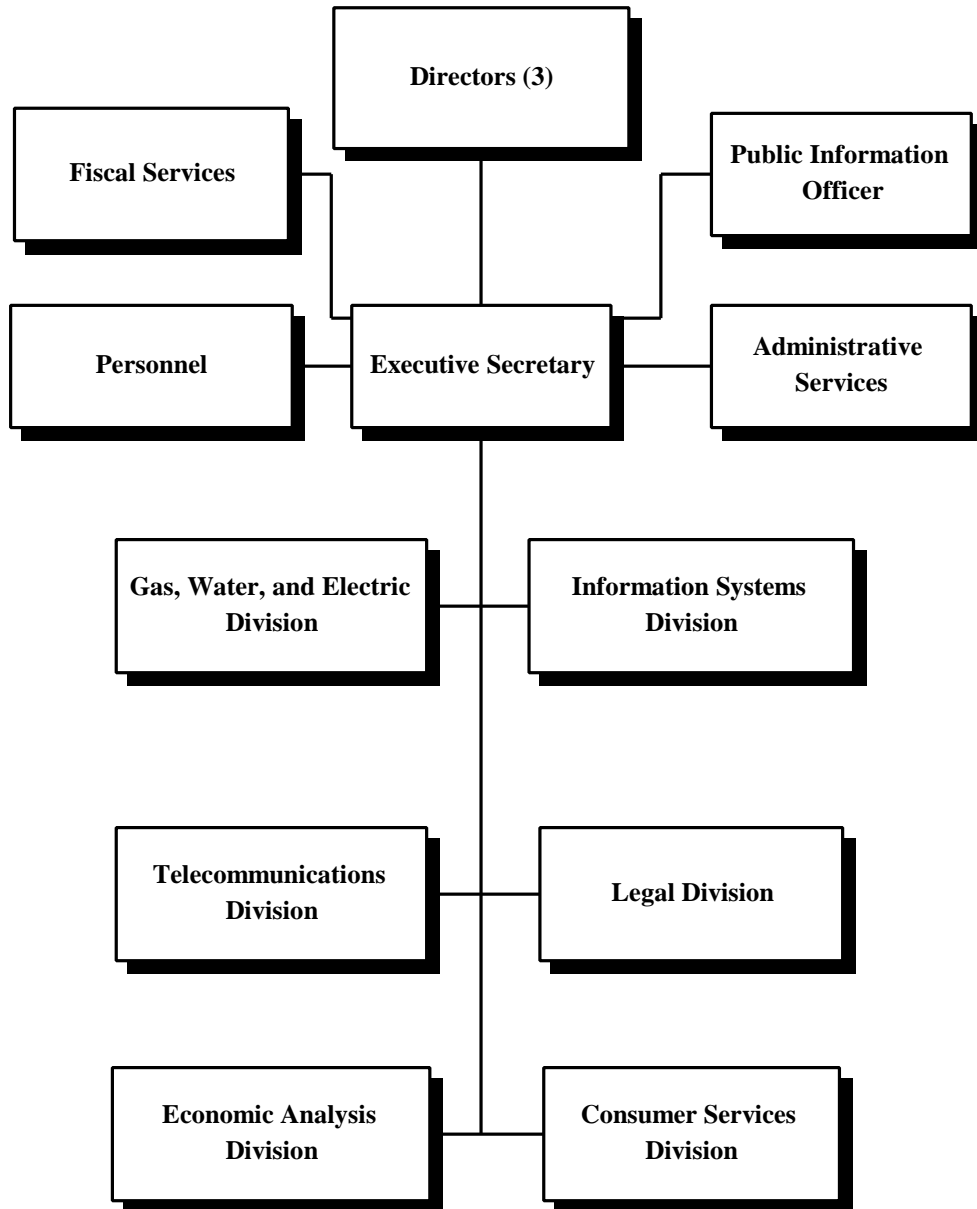 Directors (3)
Fiscal Services
Public Information
Officer
Personnel
Executive Secretary
Administrative
Services
Gas, Water, and Electric
Division
Information Systems
Division
Telecommunications
Division
Legal Division
Economic Analysis
Division
Consumer Services
Division